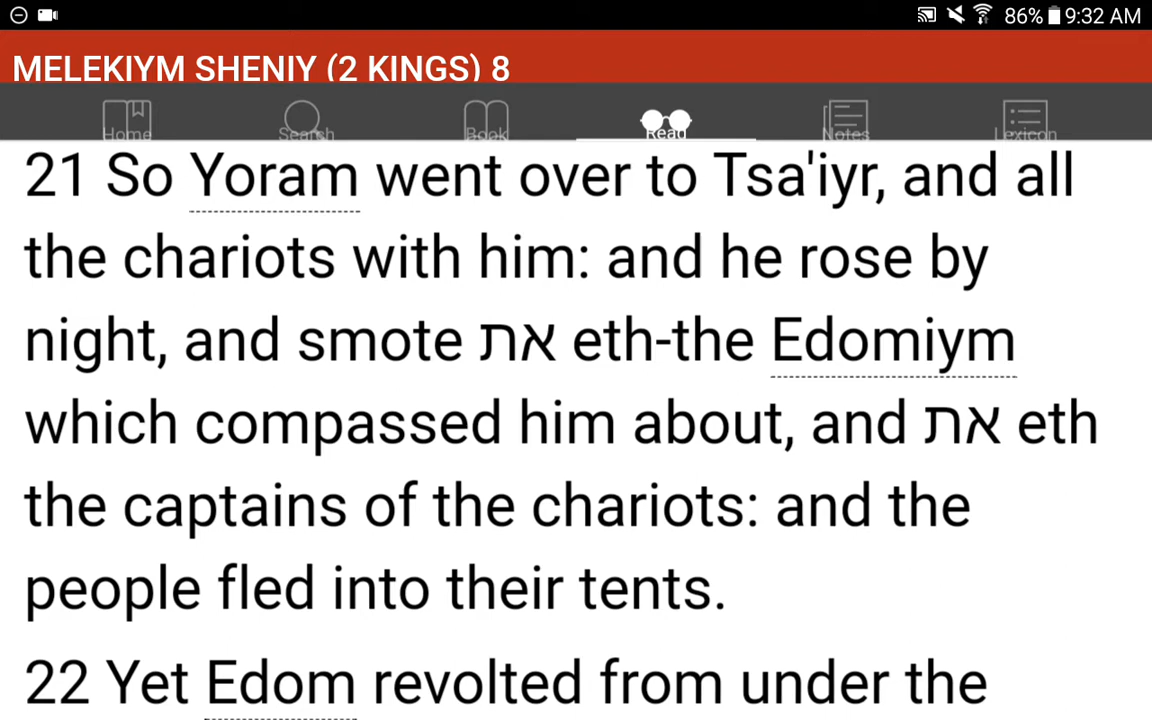 86% 9:32 AM
MELEKIYM SHENIY (2 KINGS) 8
Home Search Book Read Notes Lexicon
21 So Yoram went over to Tsa'iyr, and all
the chariots with him: and he rose by
night, and smote את eth-the Edomiym
which compassed him about, and את eth
the captains of the chariots: and the
people fled into their tents.
22 Yet Edom revolted from under the